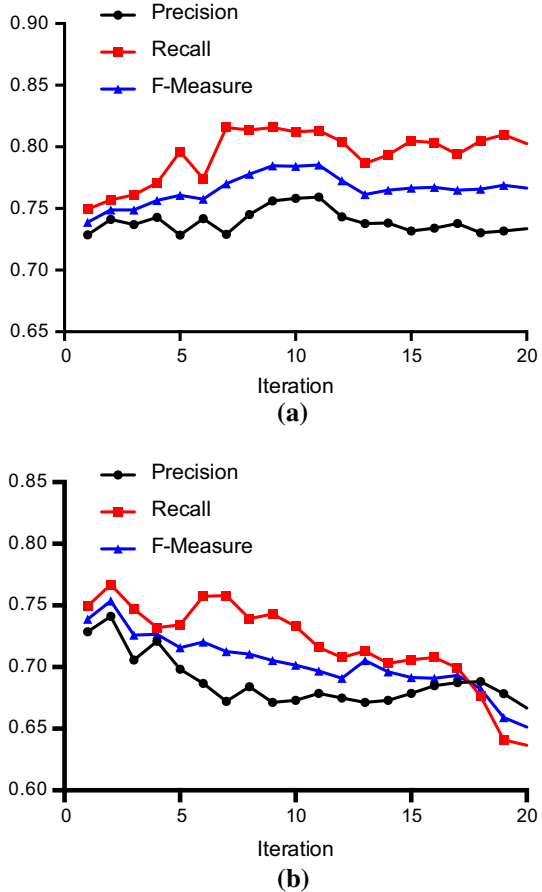 Precision
Recall
F-Measure
0.90
0.85
0.80
0.75
0.70
0.65
0 5 10 15 20
Iteration
(a)
Precision
Recall
F-Measure
0.85
0.80
0.75
0.70
0.65
0.60
0 5 10 15 20
Iteration
(b)